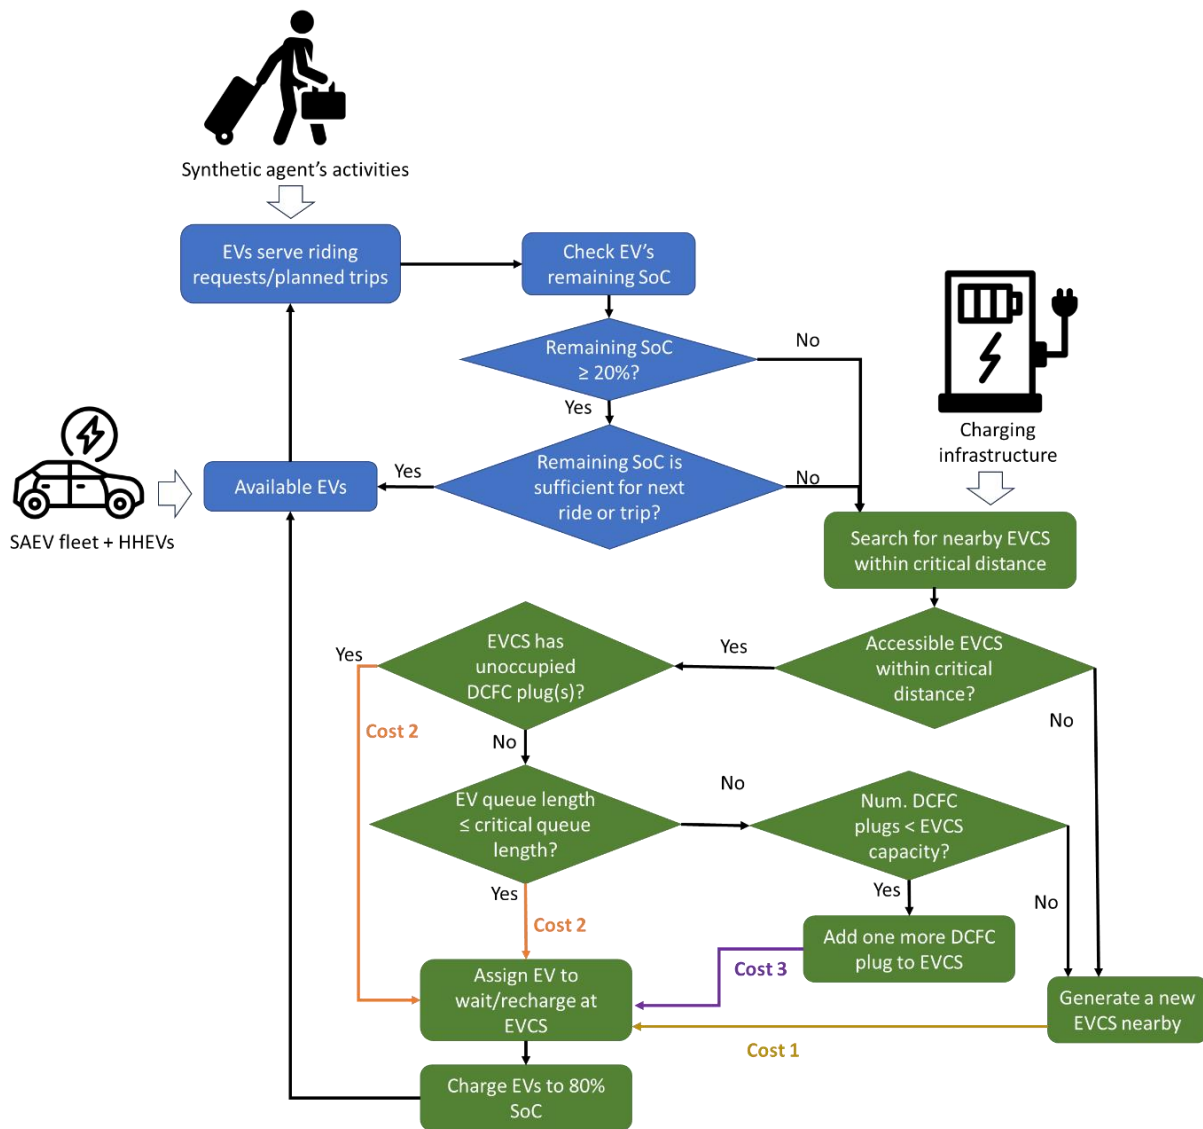 Synthetic agent's activities
EVs serve riding
requests/planned trips
Check EV's
remaining SoC
Remaining SoC
≥ 20%?
No
Yes
Charging
infrastructure
SAEV fleet + HHEVs
Available EVs
Yes
Remaining SoC is
sufficient for next
ride or trip?
No
Search for nearby EVCS
within critical distance
Accessible EVCS
within critical
distance?
Yes
No
EVCS has
unoccupied
DCFC plug(s)?
Yes
Cost 2
No
EV queue length
≤ critical queue
length?
No
Yes
Cost 2
Num. DCFC
plugs < EVCS
capacity?
Yes
No
Add one more DCFC
plug to EVCS
Cost 3
Generate a new
EVCS nearby
Cost 1
Assign EV to
wait/recharge at
EVCS
Charge EVs to 80%
SoC